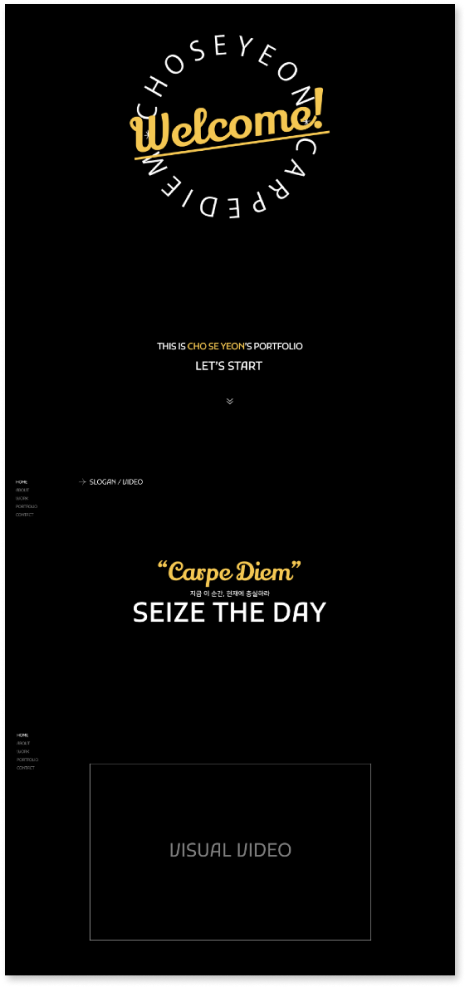 CHOSEYEON CARPEDIEM
Welcome!
THIS IS CHO SE YEON'S PORTFOLIO
LET'S START
HOME
ABOUT
WORK
PORTFOLIO
CONTACT
→ SLOGAN / VIDEO
“Carpe Diem”
지금 이 순간, 현재에 충실하라
SEIZE THE DAY
HOME
ABOUT
WORK
PORTFOLIO
CONTACT
VISUAL VIDEO